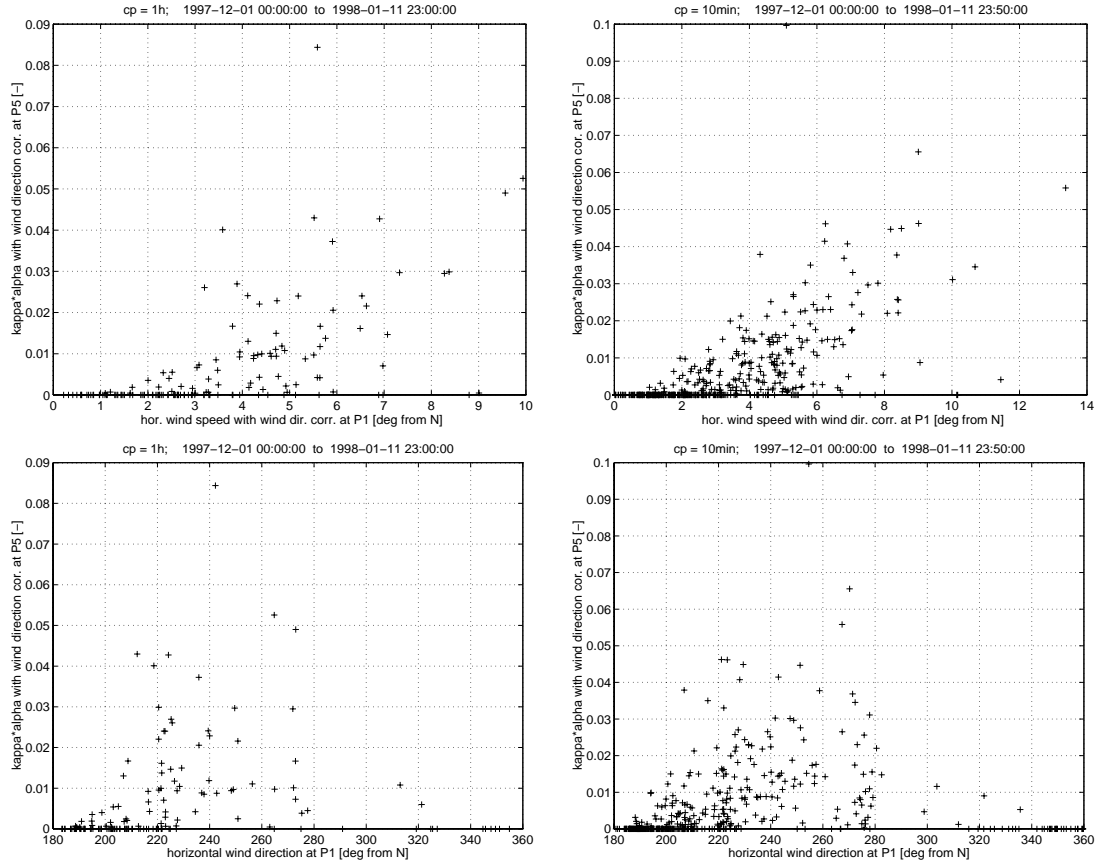 cp = 1h; 1997−12−01 00:00:00 to 1998−01−11 23:00:00
kappa*alpha with wind direction cor. at P5 [−]
0.09
0.08
0.07
0.06
0.05
0.04
0.03
0.02
0.01
0
0 1 2 3 4 5 6 7 8 9 10
hor. wind speed with wind dir. corr. at P1 [deg from N]
cp = 10min; 1997−12−01 00:00:00 to 1998−01−11 23:50:00
kappa*alpha with wind direction cor. at P5 [−]
0.1
0.09
0.08
0.07
0.06
0.05
0.04
0.03
0.02
0.01
0
0 2 4 6 8 10 12 14
hor. wind speed with wind dir. corr. at P1 [deg from N]
cp = 1h; 1997−12−01 00:00:00 to 1998−01−11 23:00:00
kappa*alpha with wind direction cor. at P5 [−]
0.09
0.08
0.07
0.06
0.05
0.04
0.03
0.02
0.01
0
180 200 220 240 260 280 300 320 340 360
horizontal wind direction at P1 [deg from N]
cp = 10min; 1997−12−01 00:00:00 to 1998−01−11 23:50:00
kappa*alpha with wind direction cor. at P5 [−]
0.1
0.09
0.08
0.07
0.06
0.05
0.04
0.03
0.02
0.01
0
180 200 220 240 260 280 300 320 340 360
horizontal wind direction at P1 [deg from N]